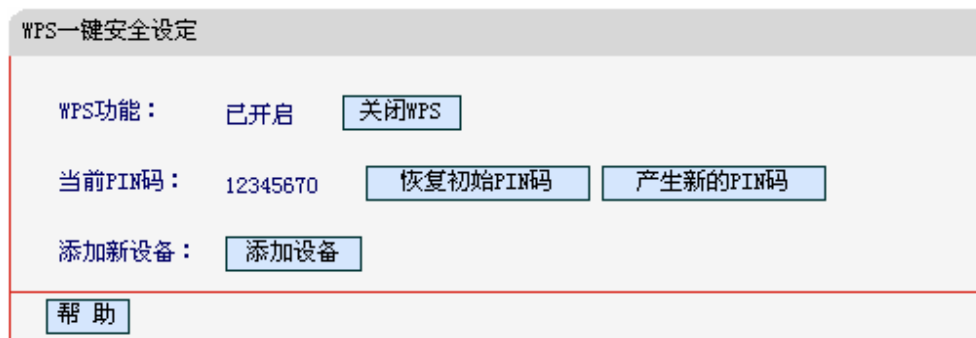 WPS一键安全设定
WPS功能： 已开启 关闭WPS
当前PIN码： 12345670 恢复初始PIN码 产生新的PIN码
添加新设备： 添加设备
帮 助